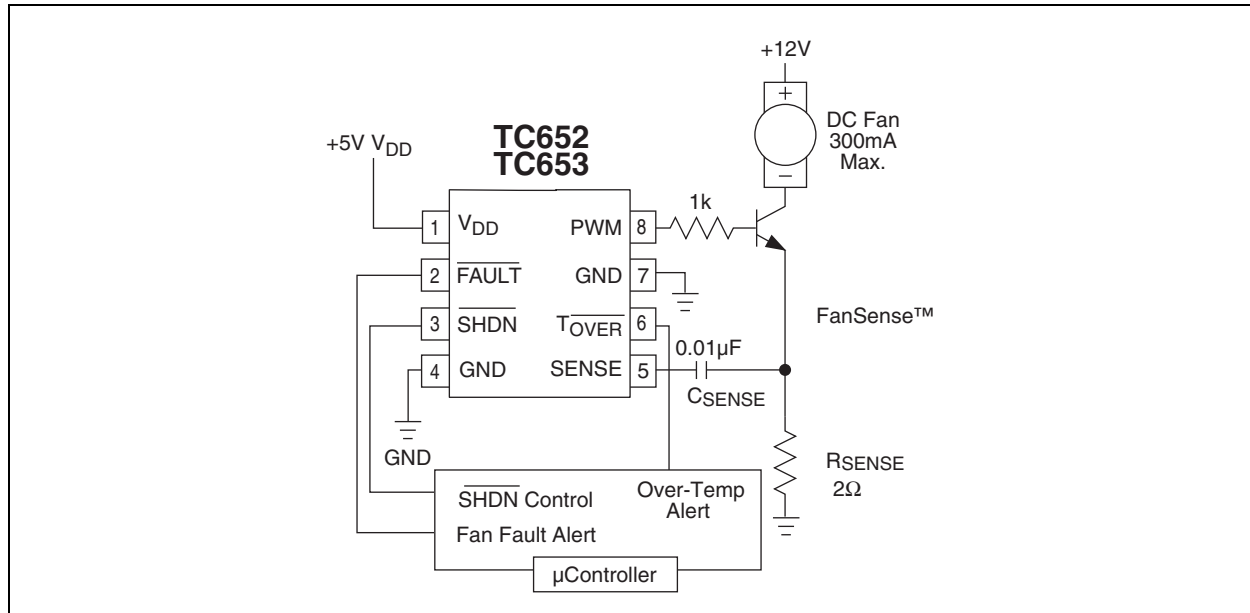 +12V
+
DC Fan
300mA
Max.
−
TC652
TC653
+5V VDD
1k
1
VDD
PWM
8
2
FAULT
GND
7
3
SHDN
TOVER
6
4
GND
SENSE
5
FanSense™
0.01µF
CSENSE
GND
RSENSE
2Ω
SHDN Control
Over-Temp
Alert
Fan Fault Alert
µController